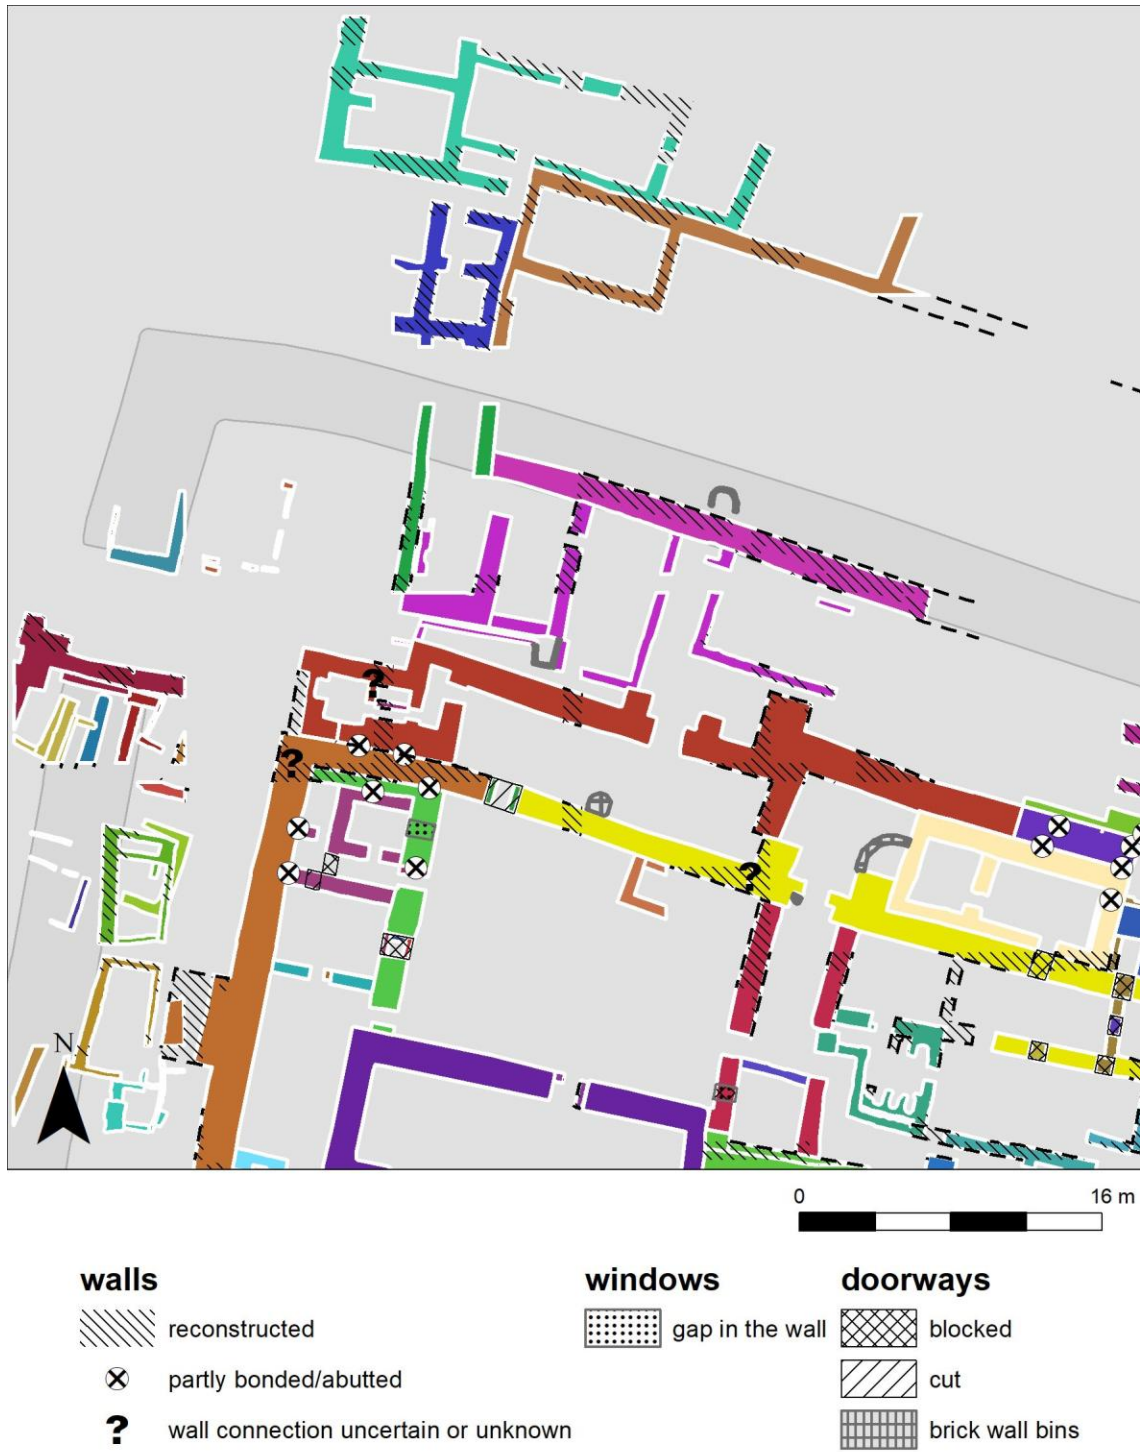 ?
?
?
N
0 16 m
walls windows doorways
reconstructed gap in the wall blocked
partly bonded/abutted cut
? wall connection uncertain or unknown brick wall bins